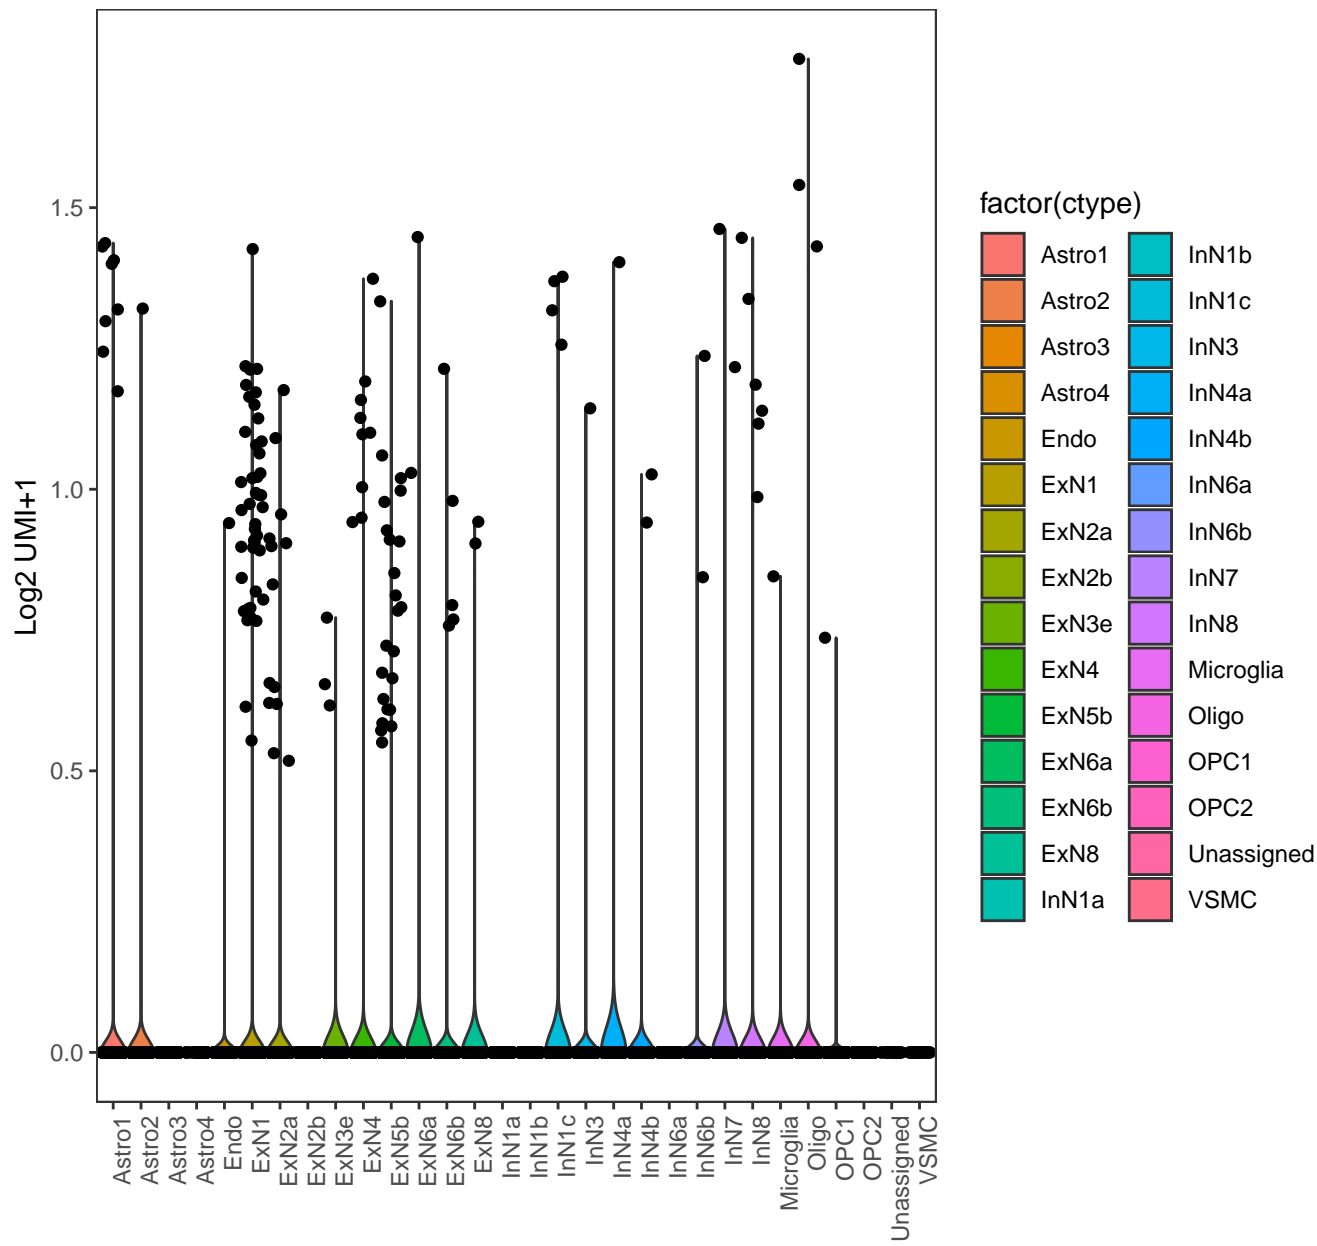 Log2 UMI+1
1.5
1.0
0.5
0.0
Astro1
Astro2
Astro3
Astro4
Endo
ExN1
ExN2a
ExN2b
ExN3e
ExN4
ExN5b
ExN6a
ExN6b
ExN8
InN1a
InN1b
InN1c
InN3
InN4a
InN4b
InN6a
InN6b
InN7
InN8
Microglia
Oligo
OPC1
OPC2
Unassigned
VSMC
factor(ctype)
Astro1
Astro2
Astro3
Astro4
Endo
ExN1
ExN2a
ExN2b
ExN3e
ExN4
ExN5b
ExN6a
ExN6b
ExN8
InN1a
InN1b
InN1c
InN3
InN4a
InN4b
InN6a
InN6b
InN7
InN8
Microglia
Oligo
OPC1
OPC2
Unassigned
VSMC